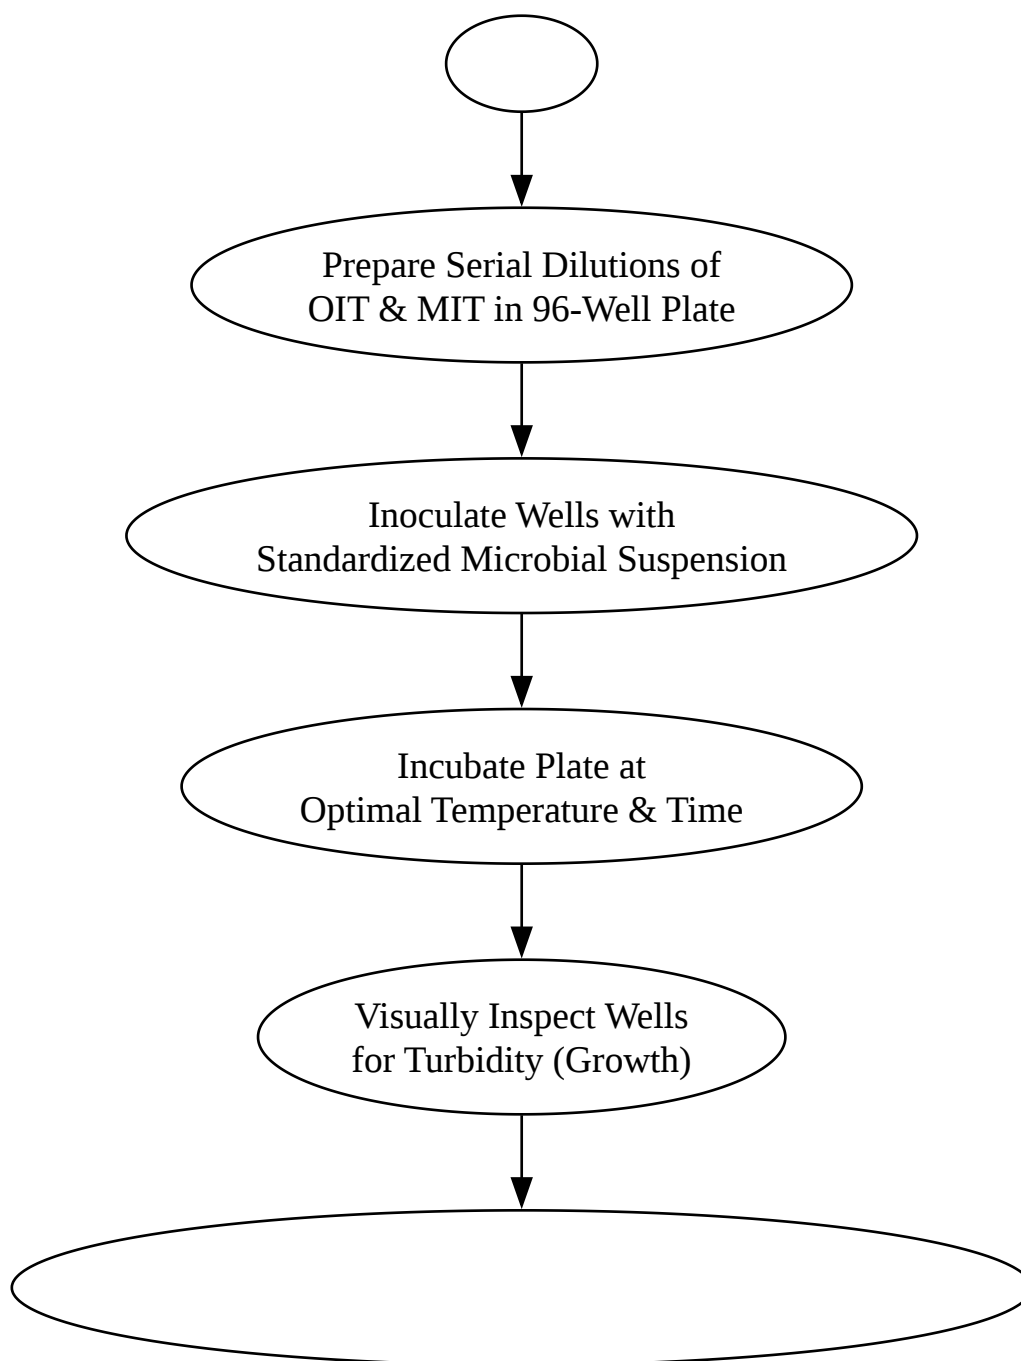 Prepare Serial Dilutions of
OIT & MIT in 96-Well Plate
Inoculate Wells with
Standardized Microbial Suspension
Incubate Plate at
Optimal Temperature & Time
Visually Inspect Wells
for Turbidity (Growth)